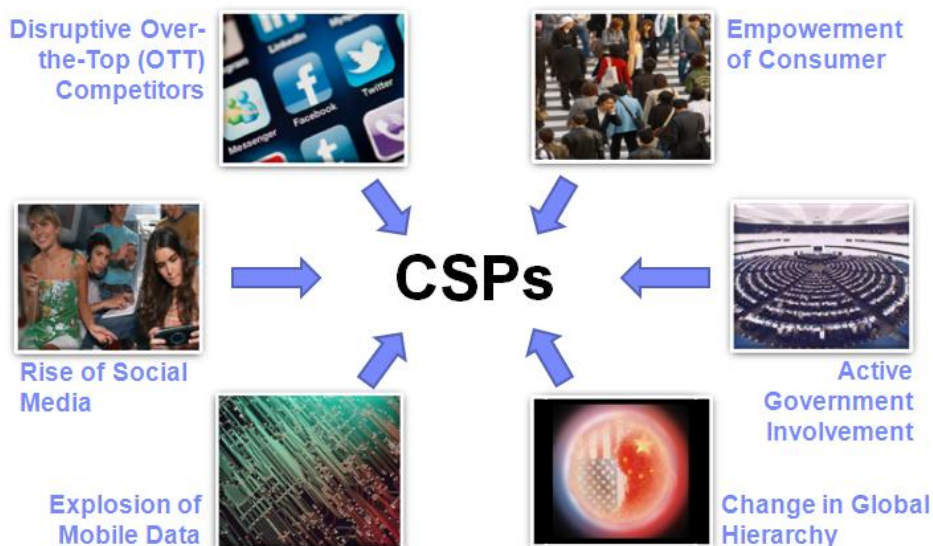 Disruptive Over-
the-Top (OTT)
Competitors
LinkedIn
Messenger
Facebook
Twitter
Empowerment
of Consumer
CSPs
Rise of Social
Media
Active
Government
Involvement
Explosion of
Mobile Data
Change in Global
Hierarchy